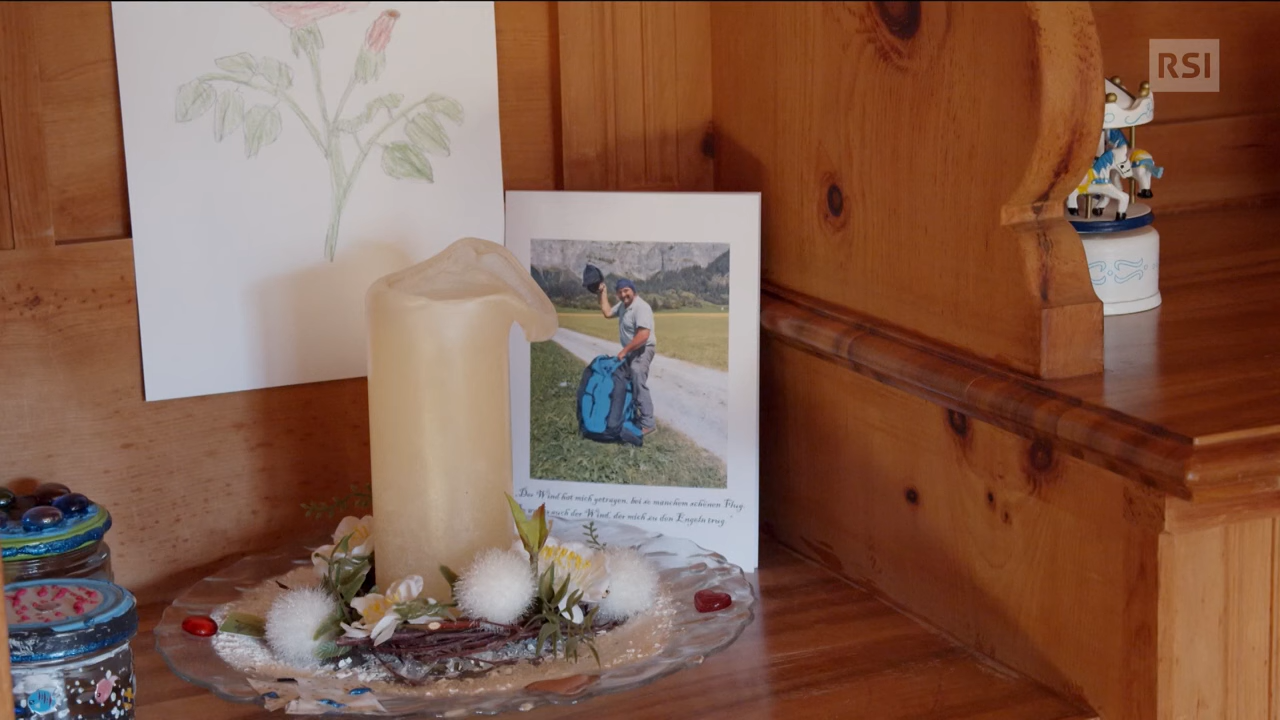 RSI
„Der Wind hat mich getragen, bei so manchem schönen Flug.
auch der Wind, der mich zu den Engeln trug."